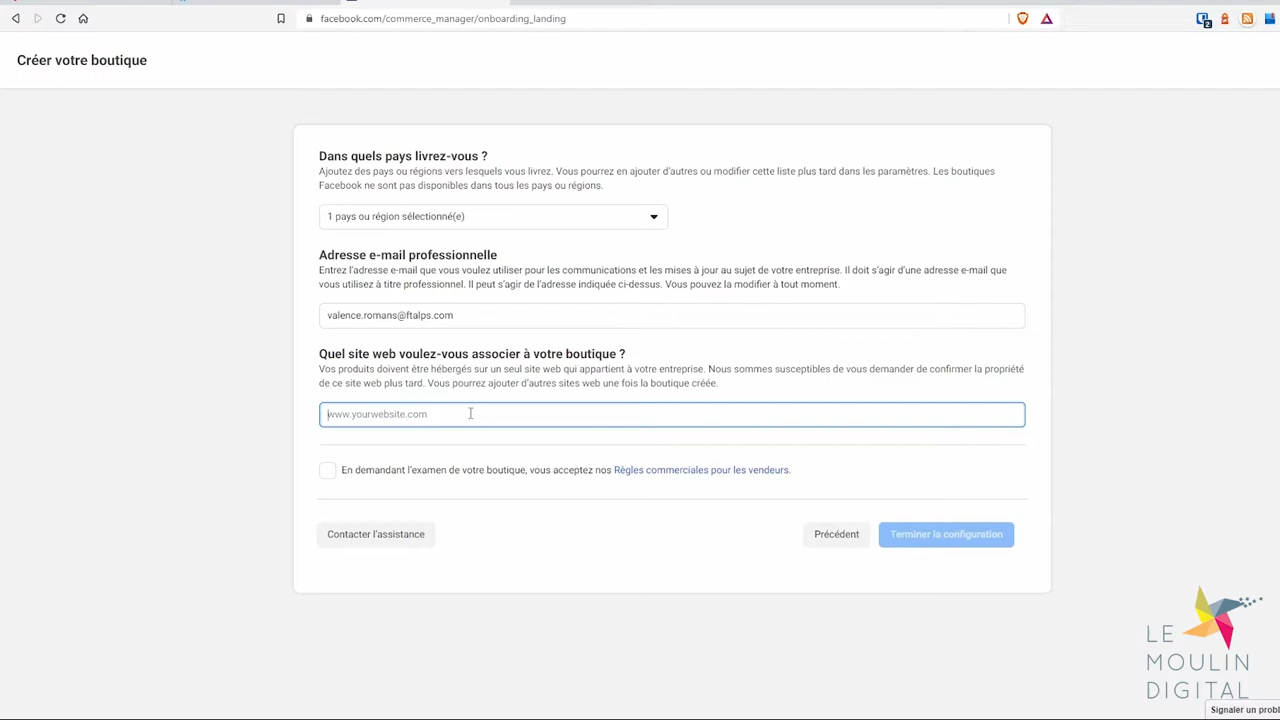 facebook.com/commerce_manager/onboarding_landing
2
Créer votre boutique
Dans quels pays livrez-vous ?
Ajoutez des pays ou régions vers lesquels vous livrez. Vous pourrez en ajouter d'autres ou modifier cette liste plus tard dans les paramètres. Les boutiques
Facebook ne sont pas disponibles dans tous les pays ou régions.
1 pays ou région sélectionné(e)
Adresse e-mail professionnelle
Entrez l'adresse e-mail que vous voulez utiliser pour les communications et les mises à jour au sujet de votre entreprise. Il doit s'agir d'une adresse e-mail que
vous utilisez à titre professionnel. Il peut s'agir de l'adresse indiquée ci-dessus. Vous pouvez la modifier à tout moment.
valence.romans@ftalps.com
Quel site web voulez-vous associer à votre boutique ?
Vos produits doivent être hébergés sur un seul site web qui appartient à votre entreprise. Nous sommes susceptibles de vous demander de confirmer la propriété
de ce site web plus tard. Vous pourrez ajouter d'autres sites web une fois la boutique créée.
www.yourwebsite.com
En demandant l'examen de votre boutique, vous acceptez nos Règles commerciales pour les vendeurs.
Contacter l'assistance
Précédent
Terminer la configuration
LE
MOULIN
DIGITAL
Signaler un probl